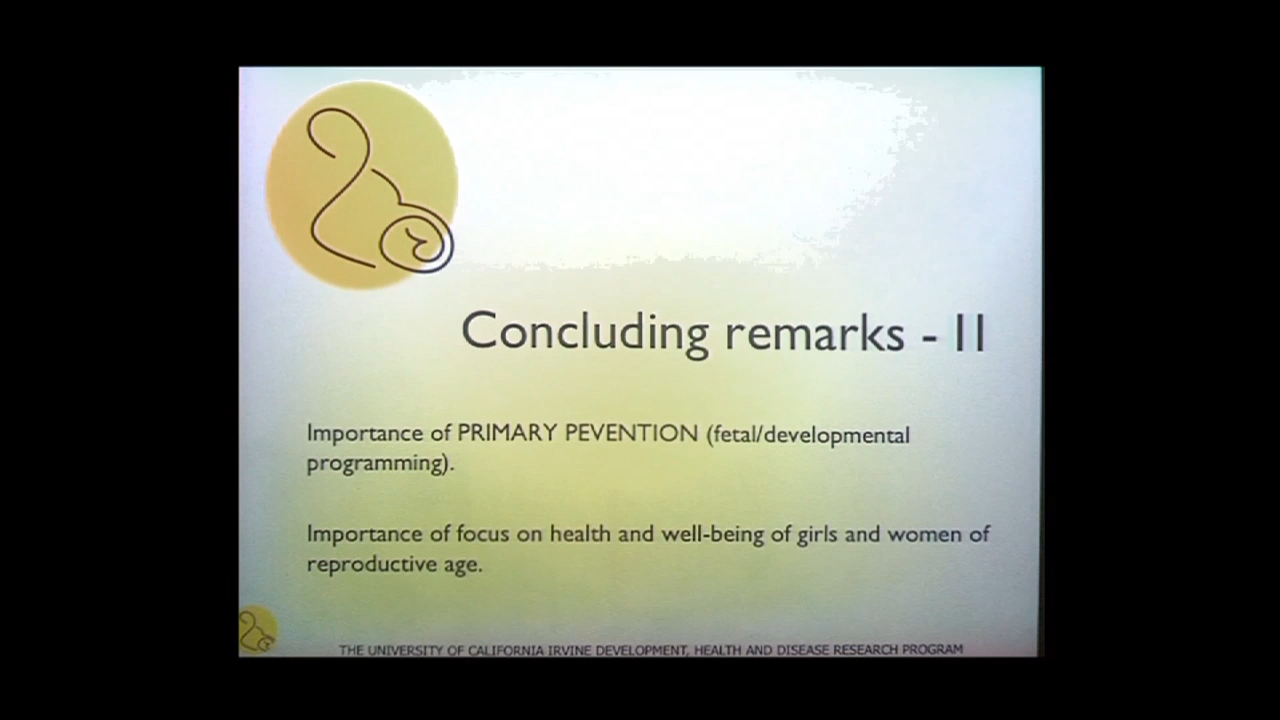 Concluding remarks - II
Importance of PRIMARY PEVENTION (fetal/developmental
programming).
Importance of focus on health and well-being of girls and women of
reproductive age.
THE UNIVERSITY OF CALIFORNIA IRVINE DEVELOPMENT, HEALTH AND DISEASE RESEARCH PROGRAM